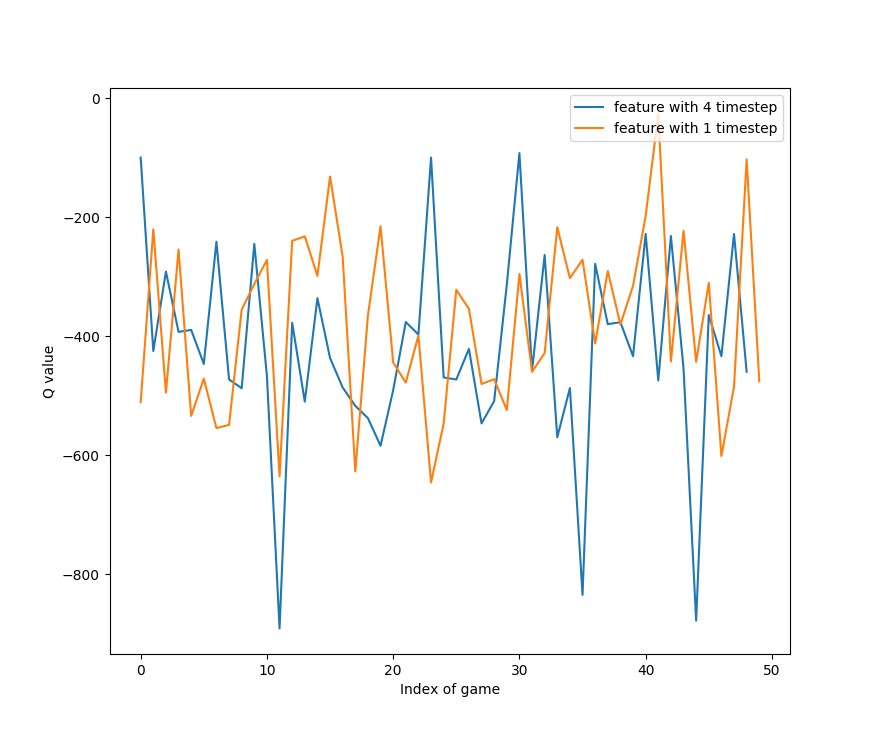 feature with 4 timestep
feature with 1 timestep
0
−200
−400
−600
−800
Q value
0 10 20 30 40 50
Index of game